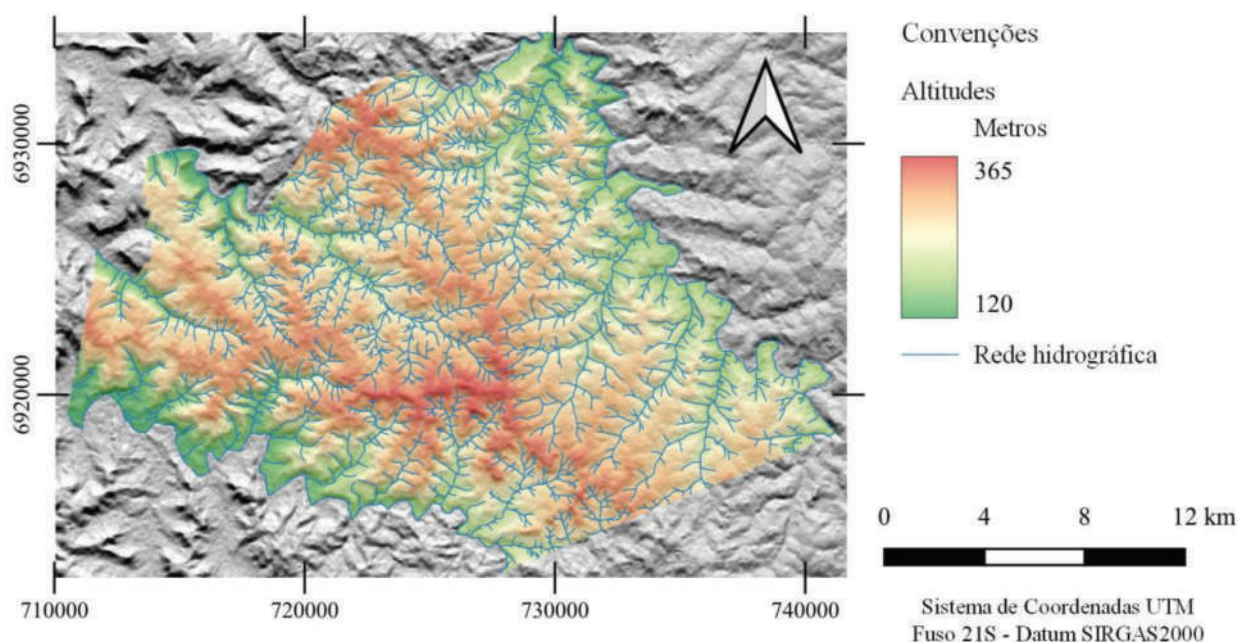 6930000
6920000
710000
720000
730000
740000
Convenções
Altitudes
Metros
365
120
Rede hidrográfica
0 4 8 12 km
Sistema de Coordenadas UTM
Fuso 21S - Datum SIRGAS2000